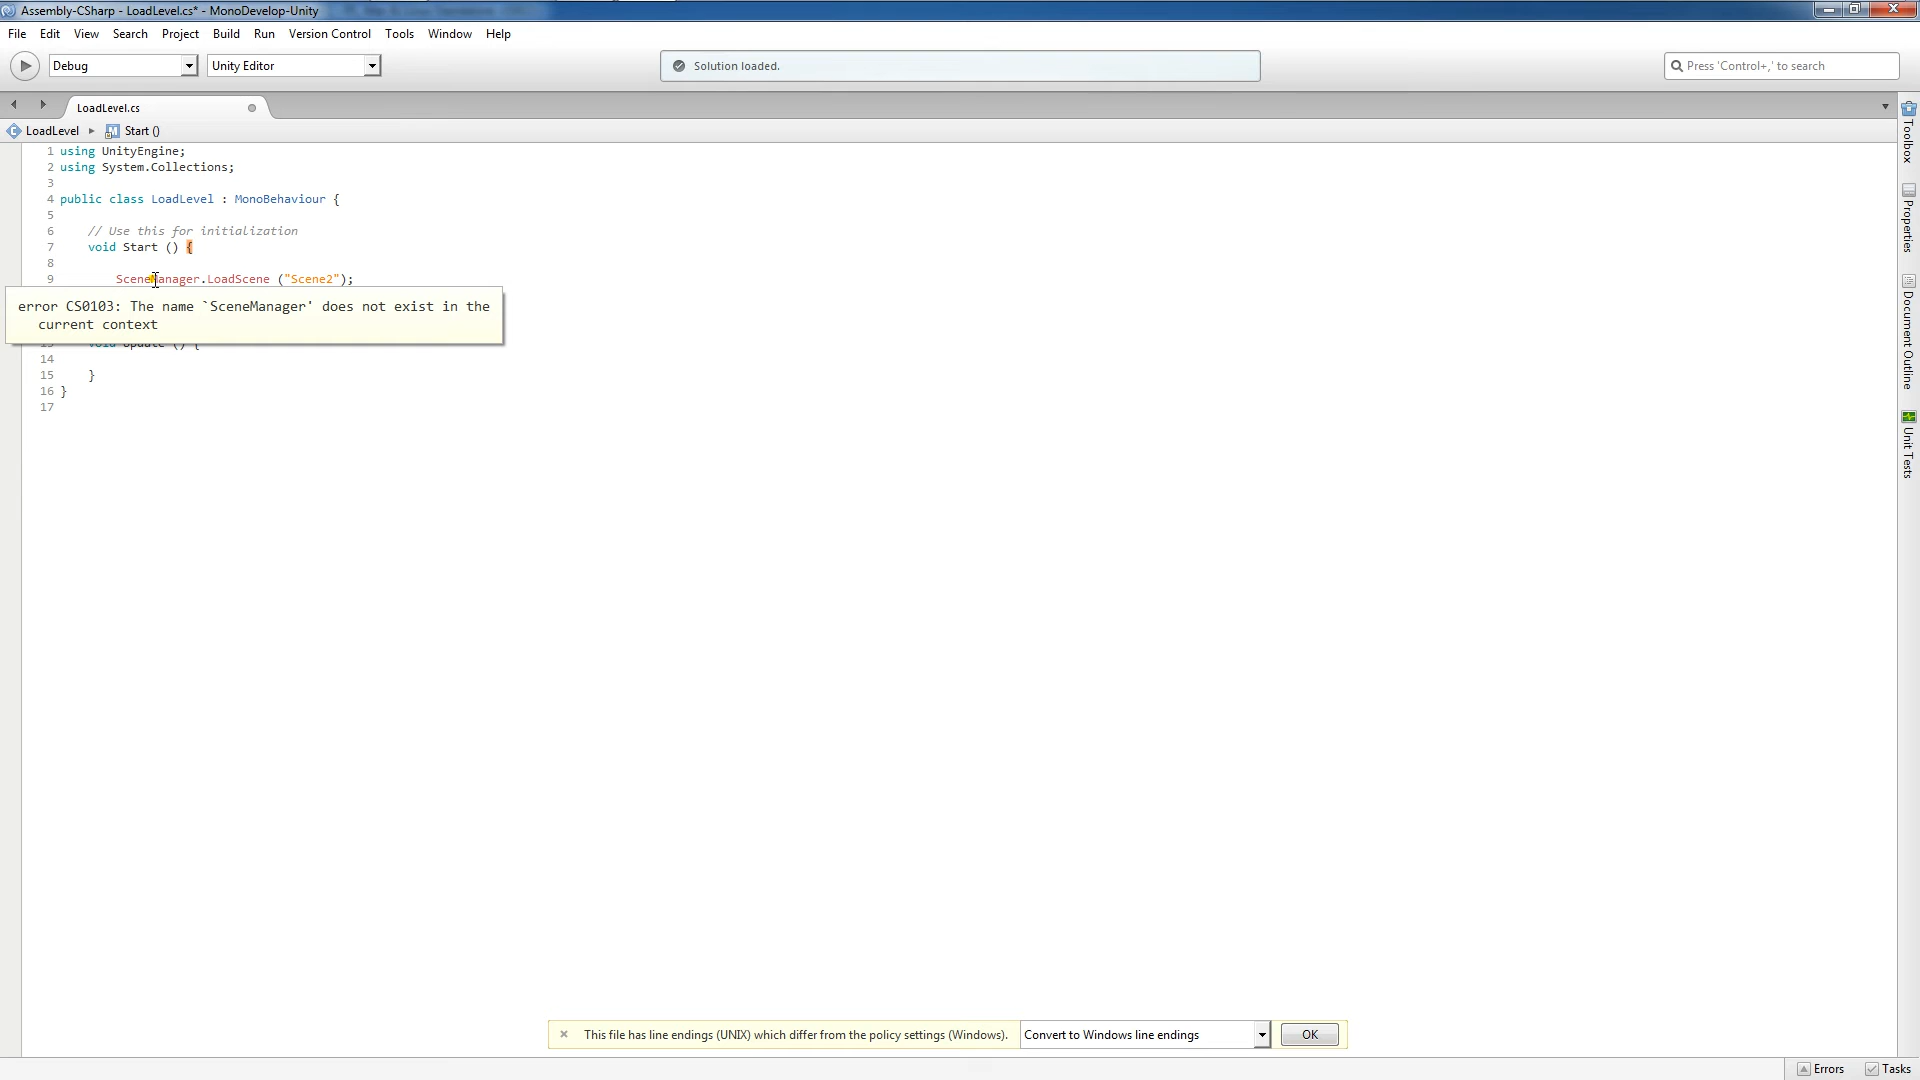 Assembly-CSharp - LoadLevel.cs* - MonoDevelop-Unity
File Edit View Search Project Build Run Version Control Tools Window Help
Debug Unity Editor Solution loaded. Press 'Control+,' to search
LoadLevel.cs
LoadLevel Start ()
1 using UnityEngine;
2 using System.Collections;
3
4 public class LoadLevel : MonoBehaviour {
5
6 // Use this for initialization
7 void Start () {
8
9 SceneManager.LoadScene ("Scene2");
error CS0103: The name `SceneManager' does not exist in the
current context
13 void Update () {
14
15 }
16 }
17
Toolbox
Properties
Document Outline
Unit Tests
This file has line endings (UNIX) which differ from the policy settings (Windows). Convert to Windows line endings OK
Errors Tasks